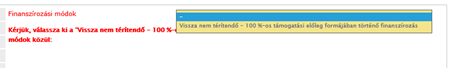 Finanszírozási módok
–
Vissza nem térítendő – 100 %-os támogatási előleg formájában történő finanszírozás
Kérjük, válassza ki a "Vissza nem térítendő – 100 %-
módok közül: